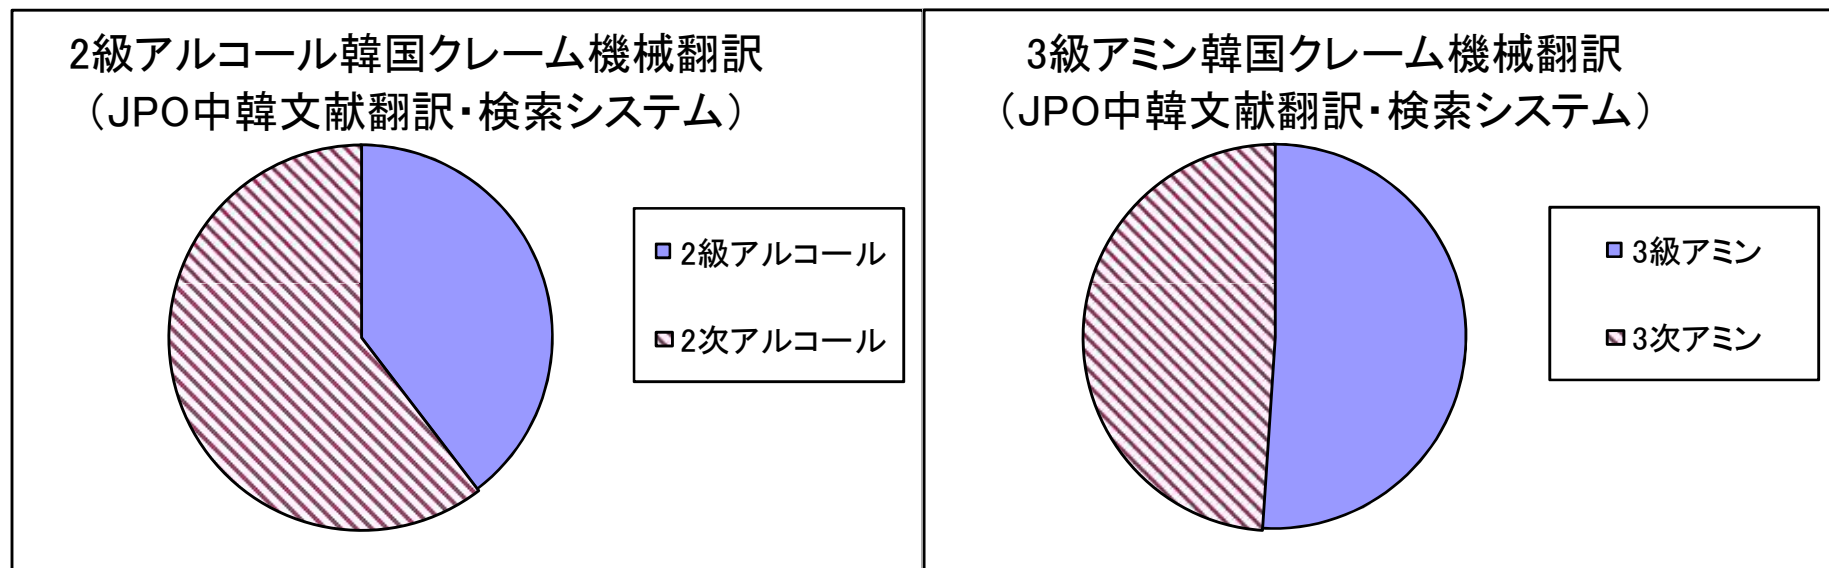 2級アルコール韓国クレーム機械翻訳
（JPO中韓文献翻訳・検索システム）
2級アルコール
2次アルコール
3級アミン韓国クレーム機械翻訳
（JPO中韓文献翻訳・検索システム）
3級アミン
3次アミン